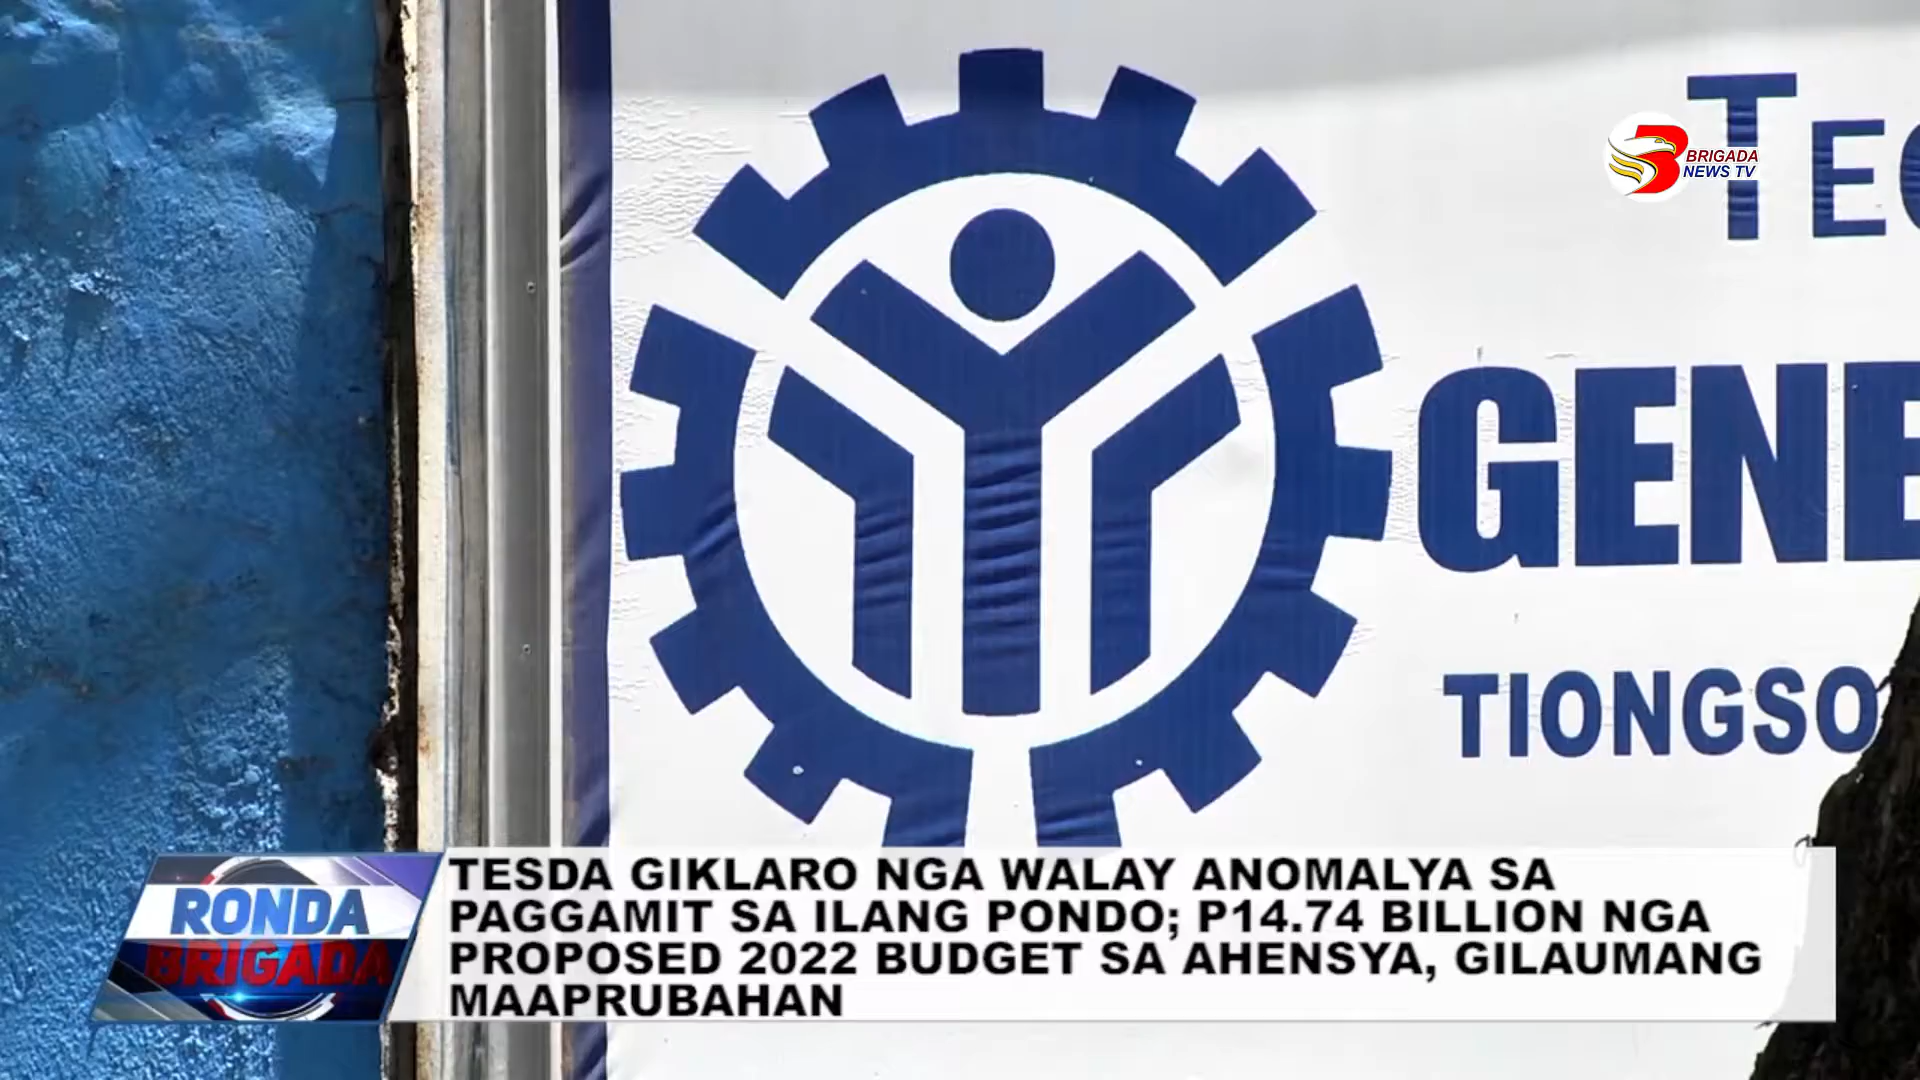 TEC
BRIGADA
NEWS TV
GENE
TIONGSO
RONDA
BRIGADA
TESDA GIKLARO NGA WALAY ANOMALYA SA
PAGGAMIT SA ILANG PONDO; P14.74 BILLION NGA
PROPOSED 2022 BUDGET SA AHENSYA, GILAUMANG
MAAPRUBAHAN